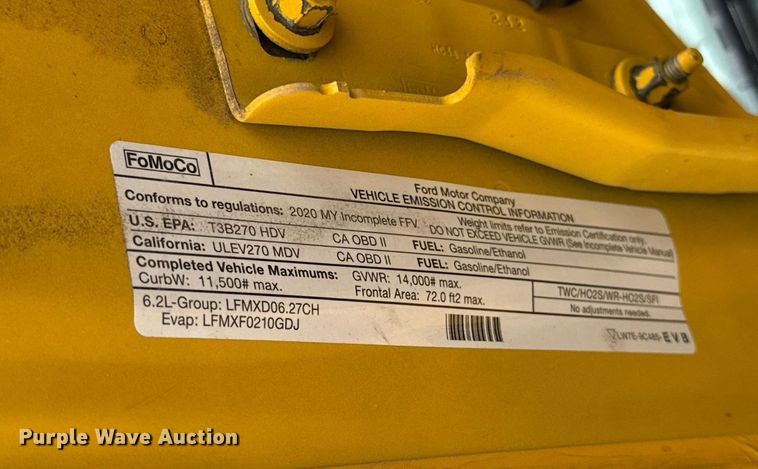 242
FoMoCo
Ford Motor Company
VEHICLE EMISSION CONTROL INFORMATION
Conforms to regulations: 2020 MY Incomplete FFV
Weight limits refer to Emission Certification only.
DO NOT EXCEED VEHICLE GVWR (See Incomplete Vehicle Manual)
U.S. EPA: T3B270 HDV CA OBD II FUEL: Gasoline/Ethanol
California: ULEV270 MDV CA OBD II FUEL: Gasoline/Ethanol
Completed Vehicle Maximums: GVWR: 14,000# max.
CurbW: 11,500# max. Frontal Area: 72.0 ft2 max.
TWC/HO2S/WR-HO2S/SFI
No adjustments needed.
6.2L-Group: LFMXD06.27CH
Evap: LFMXF0210GDJ
LW7E-9C485- E V B
Purple Wave Auction